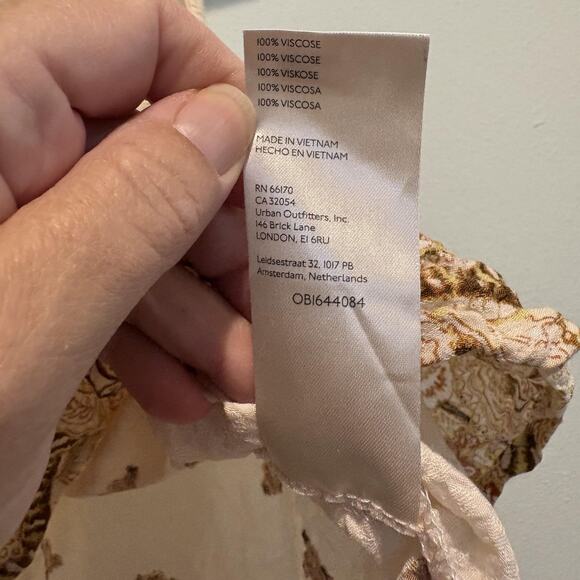 100% VISCOSE
100% VISCOSE
100% VISKOSE
100% VISCOSA
100% VISCOSA
MADE IN VIETNAM
HECHO EN VIETNAM
RN 66170
CA 32054
Urban Outfitters, Inc.
146 Brick Lane
LONDON, E1 6RU
Leidsestraat 32, 1017 PB
Amsterdam, Netherlands
OB1644084